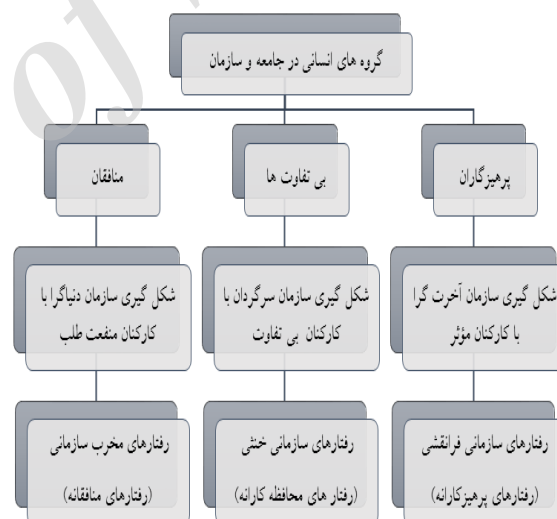 of
گروه های انسانی در جامعه و سازمان
پرهیزگاران
بی تفاوت ها
منافقان
شکل گیری سازمان آخرت گرا
با کارکنان مؤثر
شکل گیری سازمان سرگردان با
کارکنان بی تفاوت
شکل گیری سازمان دنیاگرا با
کارکنان منفعت طلب
رفتارهای سازمانی فرانقشی
(رفتارهای پرهیزکارانه)
رفتارهای سازمانی خنثی
(رفتار های محافظه کارانه)
رفتارهای مخرب سازمانی
(رفتارهای منافقانه)